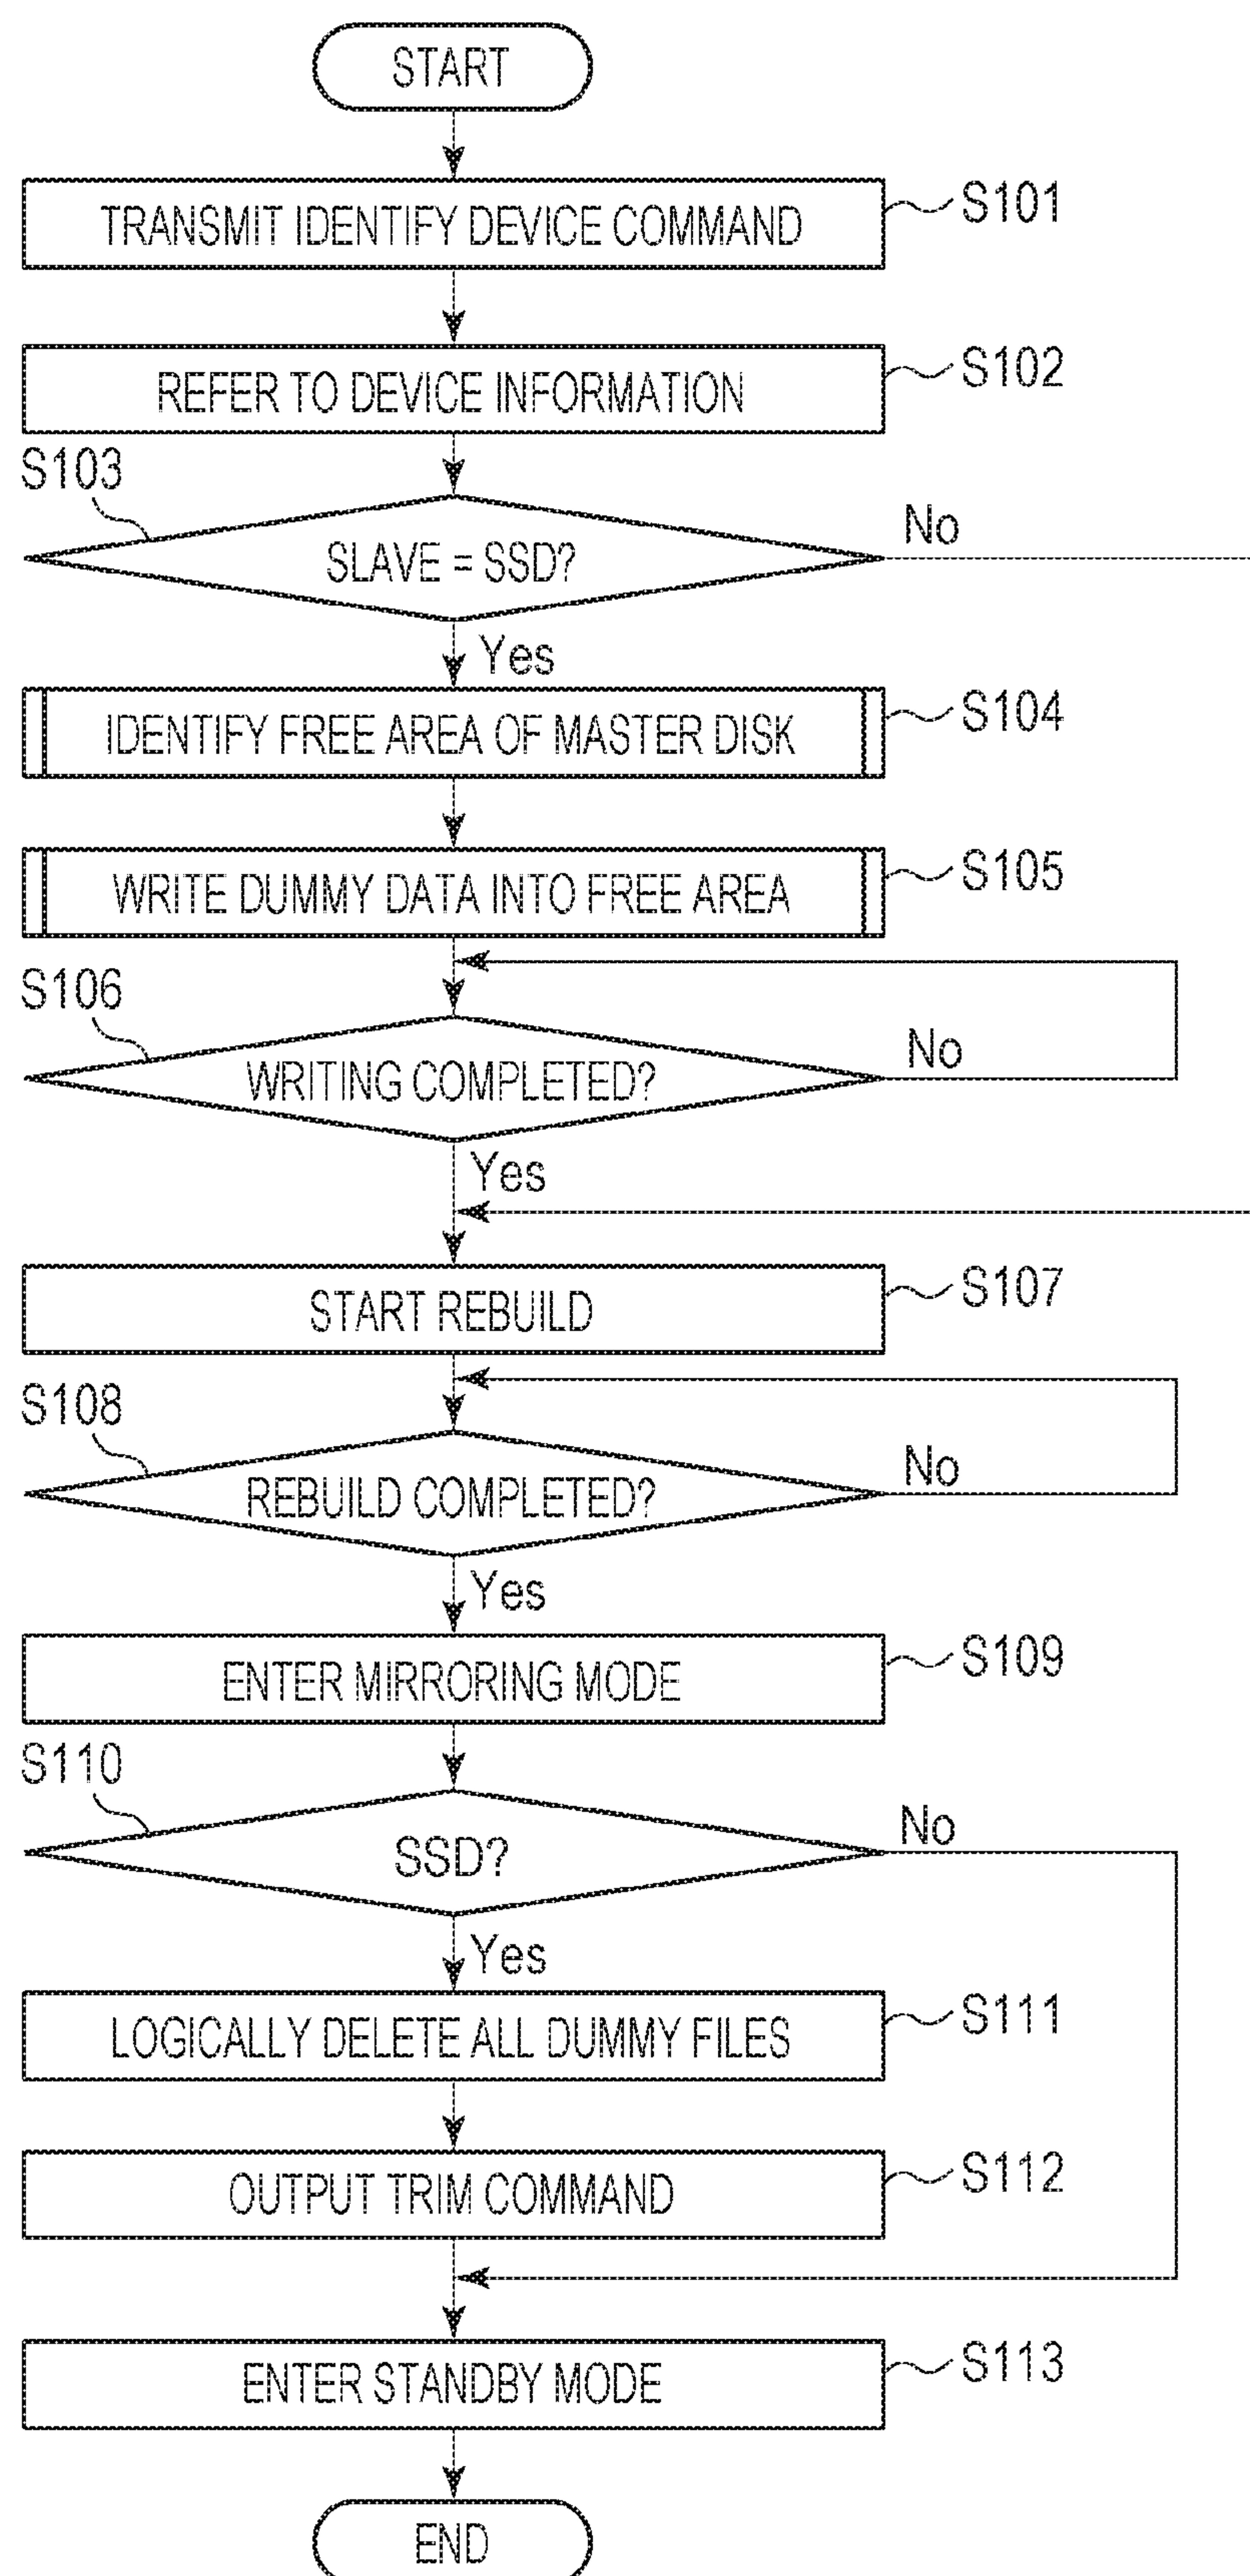 START
TRANSMIT IDENTIFY DEVICE COMMAND
S101
REFER TO DEVICE INFORMATION
S102
S103
SLAVE = SSD?
No
Yes
IDENTIFY FREE AREA OF MASTER DISK
S104
WRITE DUMMY DATA INTO FREE AREA
S105
S106
WRITING COMPLETED?
No
Yes
START REBUILD
S107
S108
REBUILD COMPLETED?
No
Yes
ENTER MIRRORING MODE
S109
S110
SSD?
No
Yes
LOGICALLY DELETE ALL DUMMY FILES
S111
OUTPUT TRIM COMMAND
S112
ENTER STANDBY MODE
S113
END